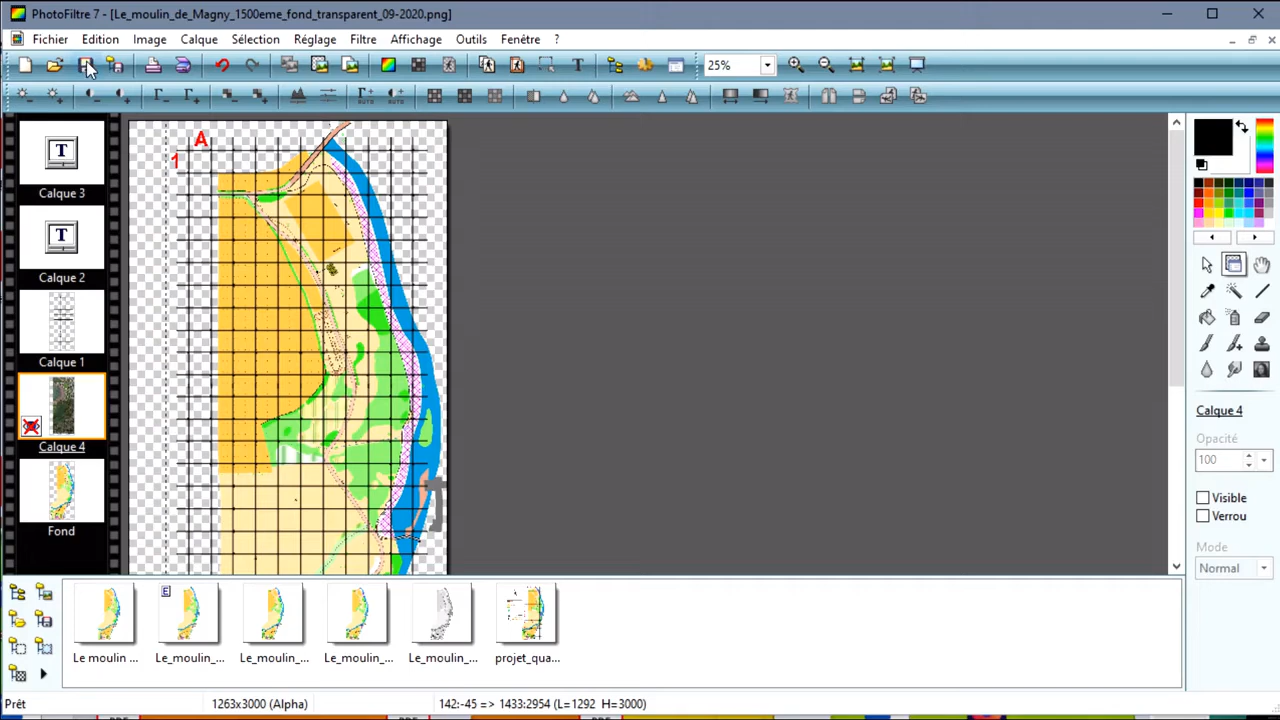 PhotoFiltre 7 - [Le_moulin_de_Magny_1500eme_fond_transparent_09-2020.png]
Fichier Edition Image Calque Sélection Réglage Filtre Affichage Outils Fenêtre ?
T 25%
AUTO AUTO
T
Calque 3
T
Calque 2
Calque 1
Calque 4
Fond
A
1
Calque 4
Opacité
100
Visible
Verrou
Mode
Normal
E
Le moulin ... Le_moulin_... Le_moulin_... Le_moulin_... Le_moulin_... projet_qua...
Prêt 1263x3000 (Alpha) 142:-45 => 1433:2954 (L=1292 H=3000)